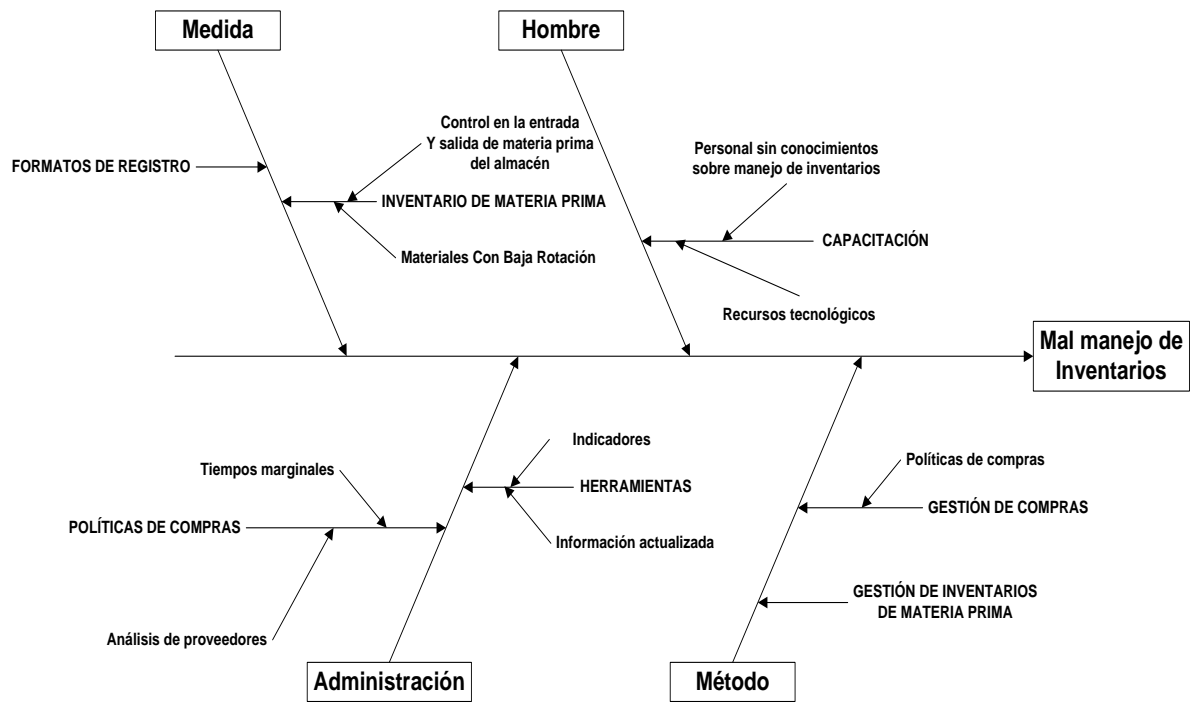 Medida
Hombre
Control en la entrada
Y salida de materia prima
del almacén
Personal sin conocimientos
sobre manejo de inventarios
FORMATOS DE REGISTRO
INVENTARIO DE MATERIA PRIMA
CAPACITACIÓN
Materiales Con Baja Rotación
Recursos tecnológicos
Mal manejo de
Inventarios
Indicadores
Tiempos marginales
Políticas de compras
HERRAMIENTAS
GESTIÓN DE COMPRAS
POLÍTICAS DE COMPRAS
Información actualizada
GESTIÓN DE INVENTARIOS
DE MATERIA PRIMA
Análisis de proveedores
Administración
Método